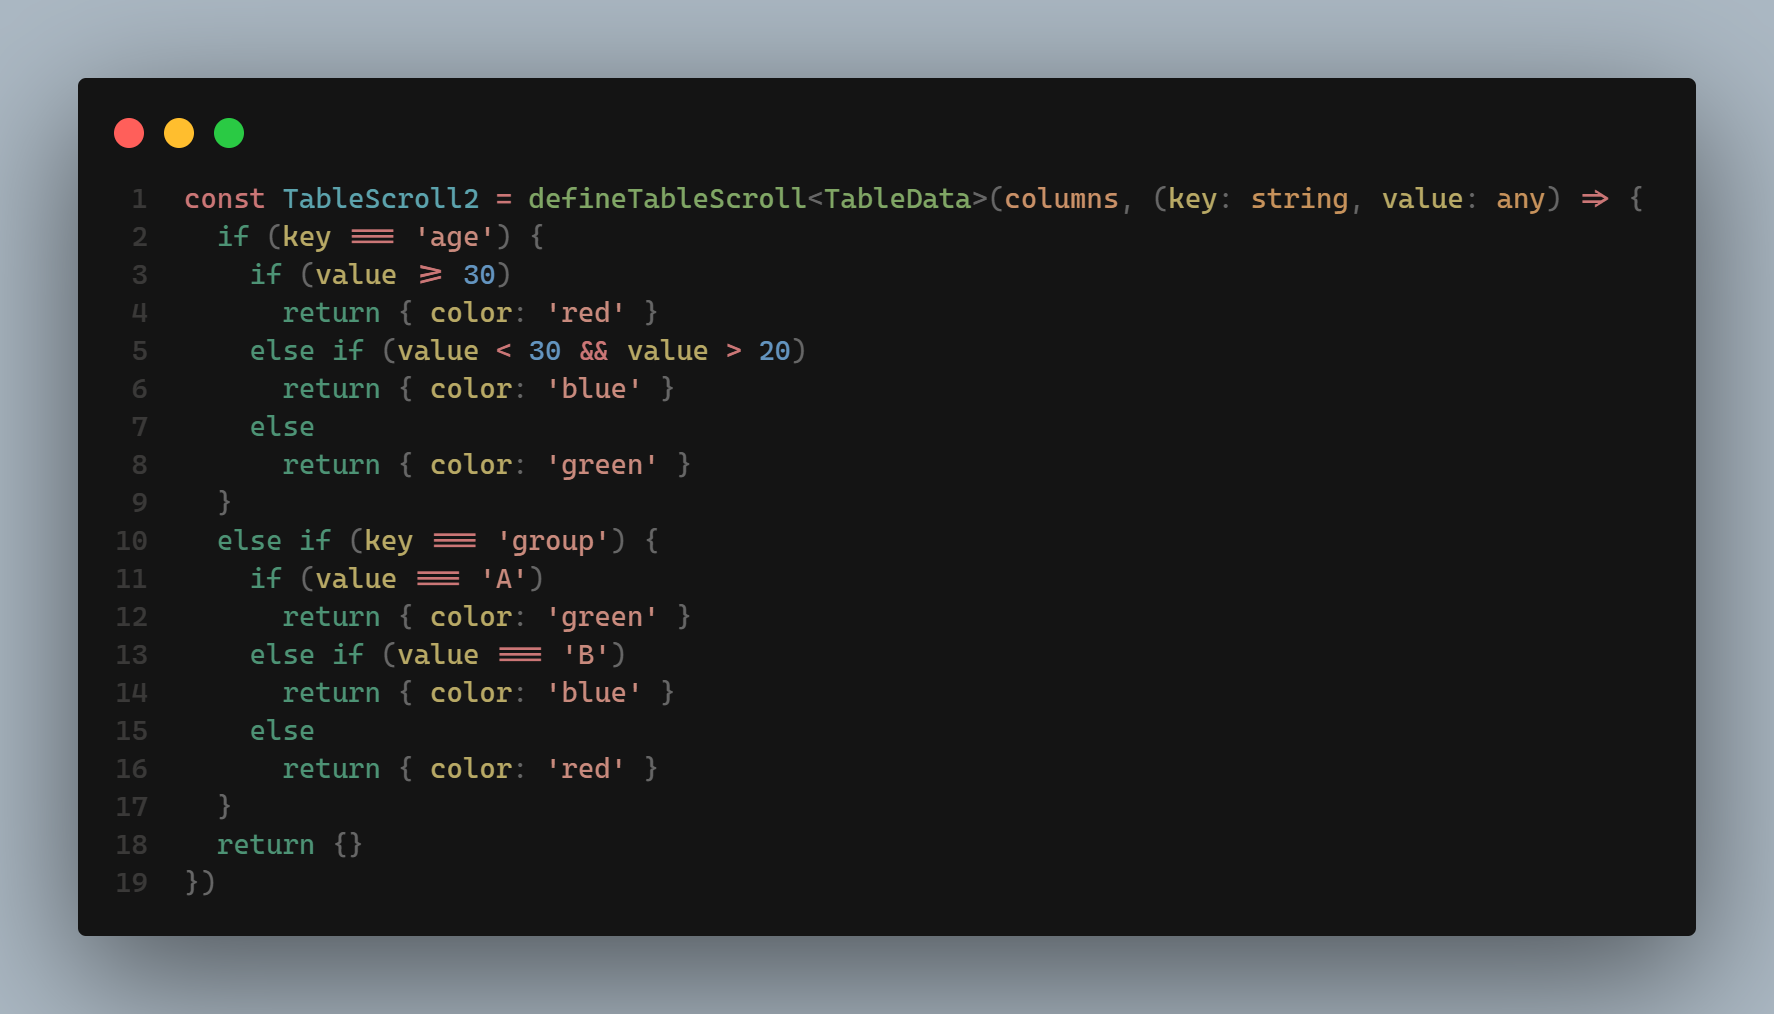 1 const TableScroll2 = defineTableScroll<TableData>(columns, (key: string, value: any) => {
2   if (key === 'age') {
3     if (value >= 30)
4       return { color: 'red' }
5     else if (value < 30 && value > 20)
6       return { color: 'blue' }
7     else
8       return { color: 'green' }
9   }
10   else if (key === 'group') {
11     if (value === 'A')
12       return { color: 'green' }
13     else if (value === 'B')
14       return { color: 'blue' }
15     else
16       return { color: 'red' }
17   }
18   return {}
19 })